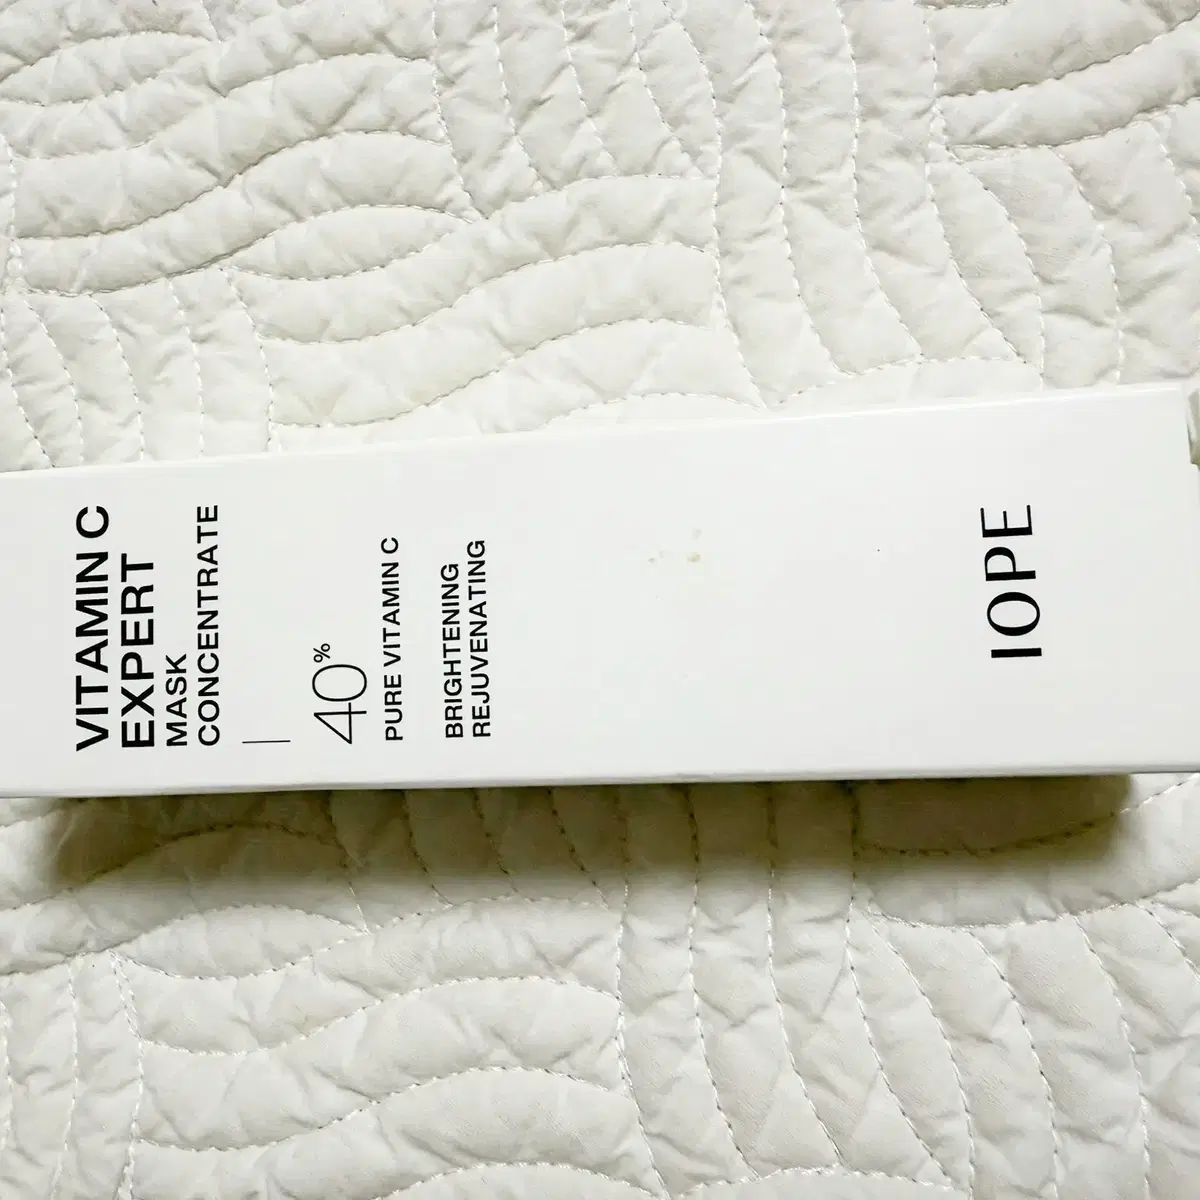 VITAMIN C
EXPERT
MASK
CONCENTRATE
40%
PURE VITAMIN C
BRIGHTENING
REJUVENATING
IOPE